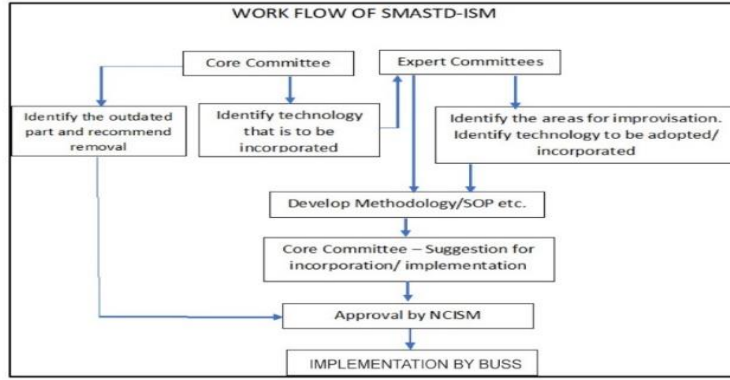 WORK FLOW OF SMASTD-ISM
Core Committee
Expert Committees
Identify the outdated
part and recommend
removal
Identify technology
that is to be
incorporated
Identify the areas for improvisation.
Identify technology to be adopted/
incorporated
Develop Methodology/SOP etc.
Core Committee – Suggestion for
incorporation/ implementation
Approval by NCISM
IMPLEMENTATION BY BUSS